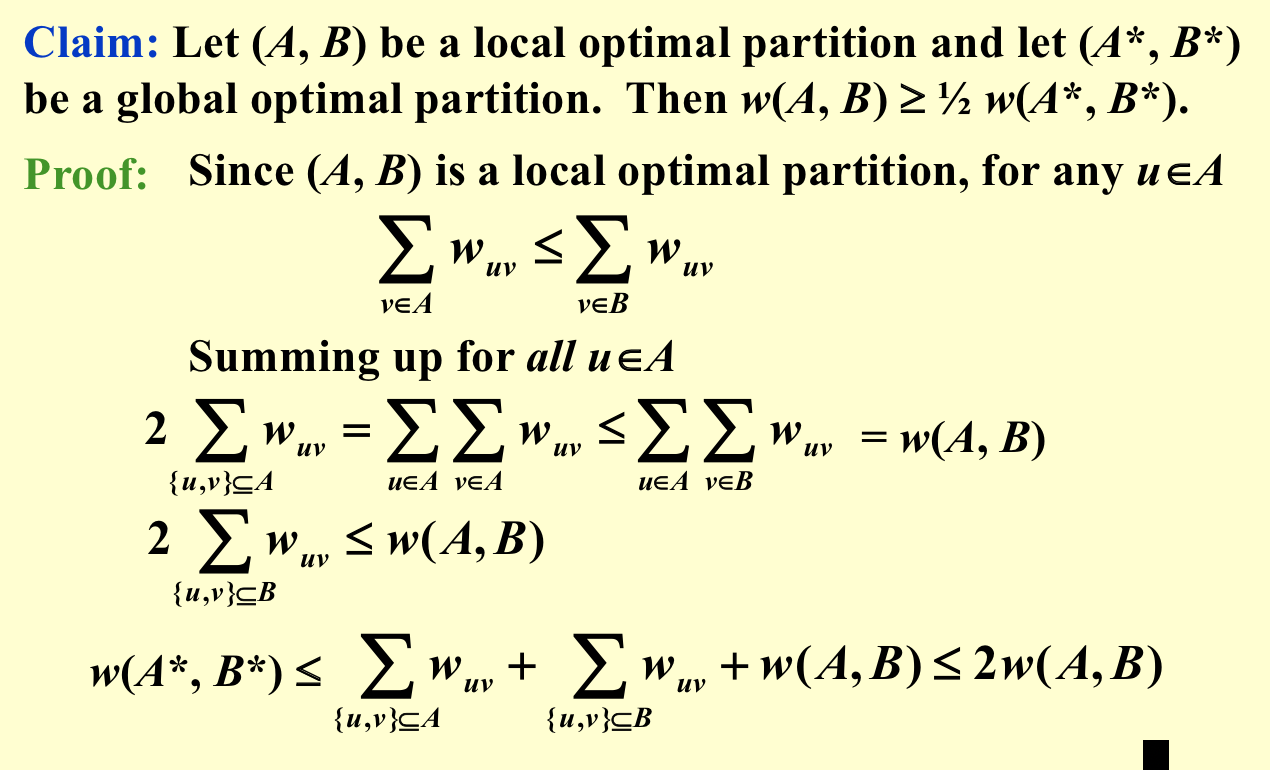 Claim: Let (A, B) be a local optimal partition and let (A*, B*)
be a global optimal partition. Then w(A, B) ≥ ½ w(A*, B*).
Proof: Since (A, B) is a local optimal partition, for any u∈A
∑_{v∈A} w_{uv} ≤ ∑_{v∈B} w_{uv}
Summing up for all u∈A
2 ∑_{{u,v}⊆A} w_{uv} = ∑_{u∈A} ∑_{v∈A} w_{uv} ≤ ∑_{u∈A} ∑_{v∈B} w_{uv} = w(A, B)
2 ∑_{{u,v}⊆B} w_{uv} ≤ w(A, B)
w(A*, B*) ≤ ∑_{{u,v}⊆A} w_{uv} + ∑_{{u,v}⊆B} w_{uv} + w(A, B) ≤ 2w(A, B)